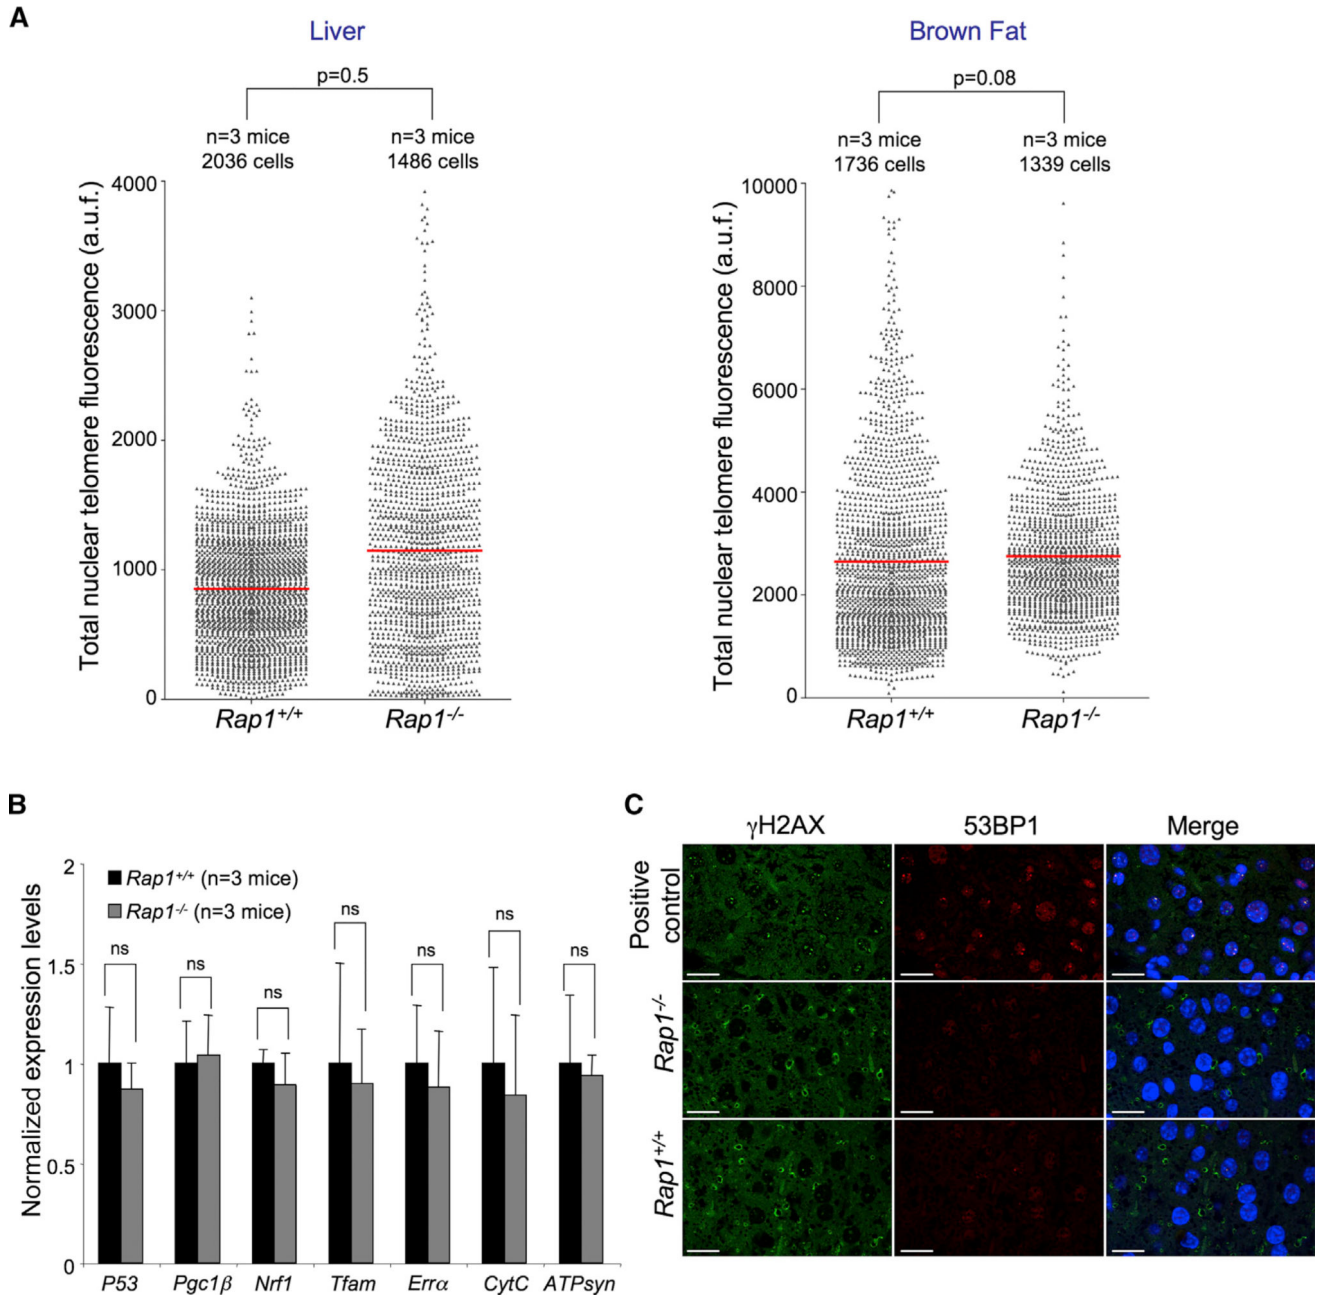 A
Liver
Brown Fat
p=0.5
p=0.08
n=3 mice
2036 cells
n=3 mice
1486 cells
n=3 mice
1736 cells
n=3 mice
1339 cells
Total nuclear telomere fluorescence (a.u.f.)
4000
3000
2000
1000
0
Rap1+/+
Rap1-/-
Total nuclear telomere fluorescence (a.u.f.)
10000
8000
6000
4000
2000
0
Rap1+/+
Rap1-/-
B
Normalized expression levels
2
1.5
1
0.5
0
Rap1+/+ (n=3 mice)
Rap1-/- (n=3 mice)
ns
ns
ns
ns
ns
ns
ns
P53
Pgc1β
Nrf1
Tfam
Errα
CytC
ATPsyn
C
γH2AX
53BP1
Merge
Positive
control
Rap1-/-
Rap1+/+